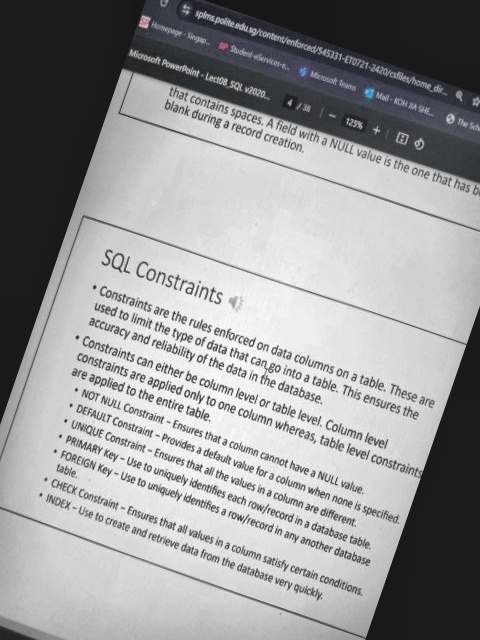 splms.polite.edu.sg/content/enforced/545331-ET0721-2420/csfiles/home_dir...
Homepage - Singap...
Student-eServices-e...
Microsoft Teams
Mail - KOH JIA SHE...
The Sch
Microsoft PowerPoint - Lect08_SQL v2020...
4 / 38
125%
that contains spaces. A field with a NULL value is the one that has be
blank during a record creation.
SQL Constraints
• Constraints are the rules enforced on data columns on a table. These are
used to limit the type of data that can go into a table. This ensures the
accuracy and reliability of the data in the database.
• Constraints can either be column level or table level. Column level
constraints are applied only to one column whereas, table level constraints
are applied to the entire table.
• NOT NULL Constraint – Ensures that a column cannot have a NULL value.
• DEFAULT Constraint – Provides a default value for a column when none is specified.
• UNIQUE Constraint – Ensures that all the values in a column are different.
• PRIMARY Key – Use to uniquely identifies each row/record in a database table.
• FOREIGN Key – Use to uniquely identifies a row/record in any another database
table.
• CHECK Constraint – Ensures that all values in a column satisfy certain conditions.
• INDEX – Use to create and retrieve data from the database very quickly.